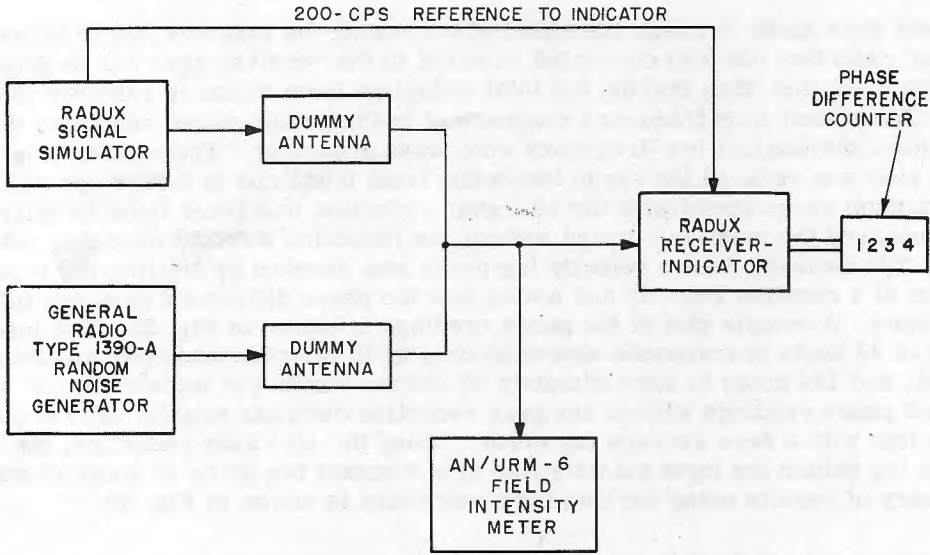 200-CPS REFERENCE TO INDICATOR
PHASE
DIFFERENCE
COUNTER
RADUX
SIGNAL
SIMULATOR
DUMMY
ANTENNA
RADUX
RECEIVER-
INDICATOR
1 2 3 4
GENERAL
RADIO
TYPE 1390-A
RANDOM
NOISE
GENERATOR
DUMMY
ANTENNA
AN/URM-6
FIELD
INTENSITY
METER